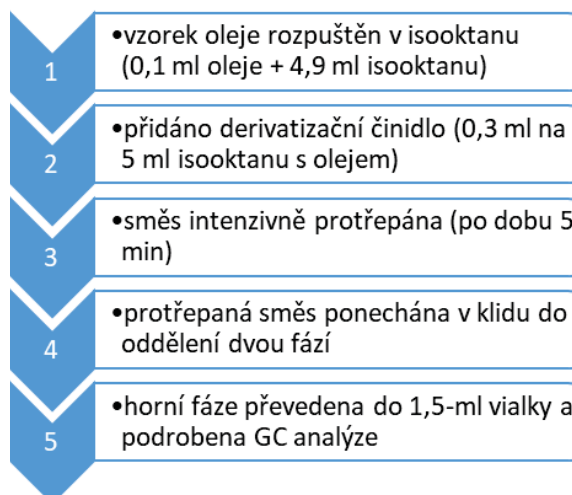 1
•vzorek oleje rozpuštěn v isooktanu
(0,1 ml oleje + 4,9 ml isooktanu)
2
•přidáno derivatizační činidlo (0,3 ml na
5 ml isooktanu s olejem)
3
•směs intenzivně protřepána (po dobu 5
min)
4
•protřepaná směs ponechána v klidu do
oddělení dvou fází
5
•horní fáze převedena do 1,5-ml vialky a
podrobena GC analýze